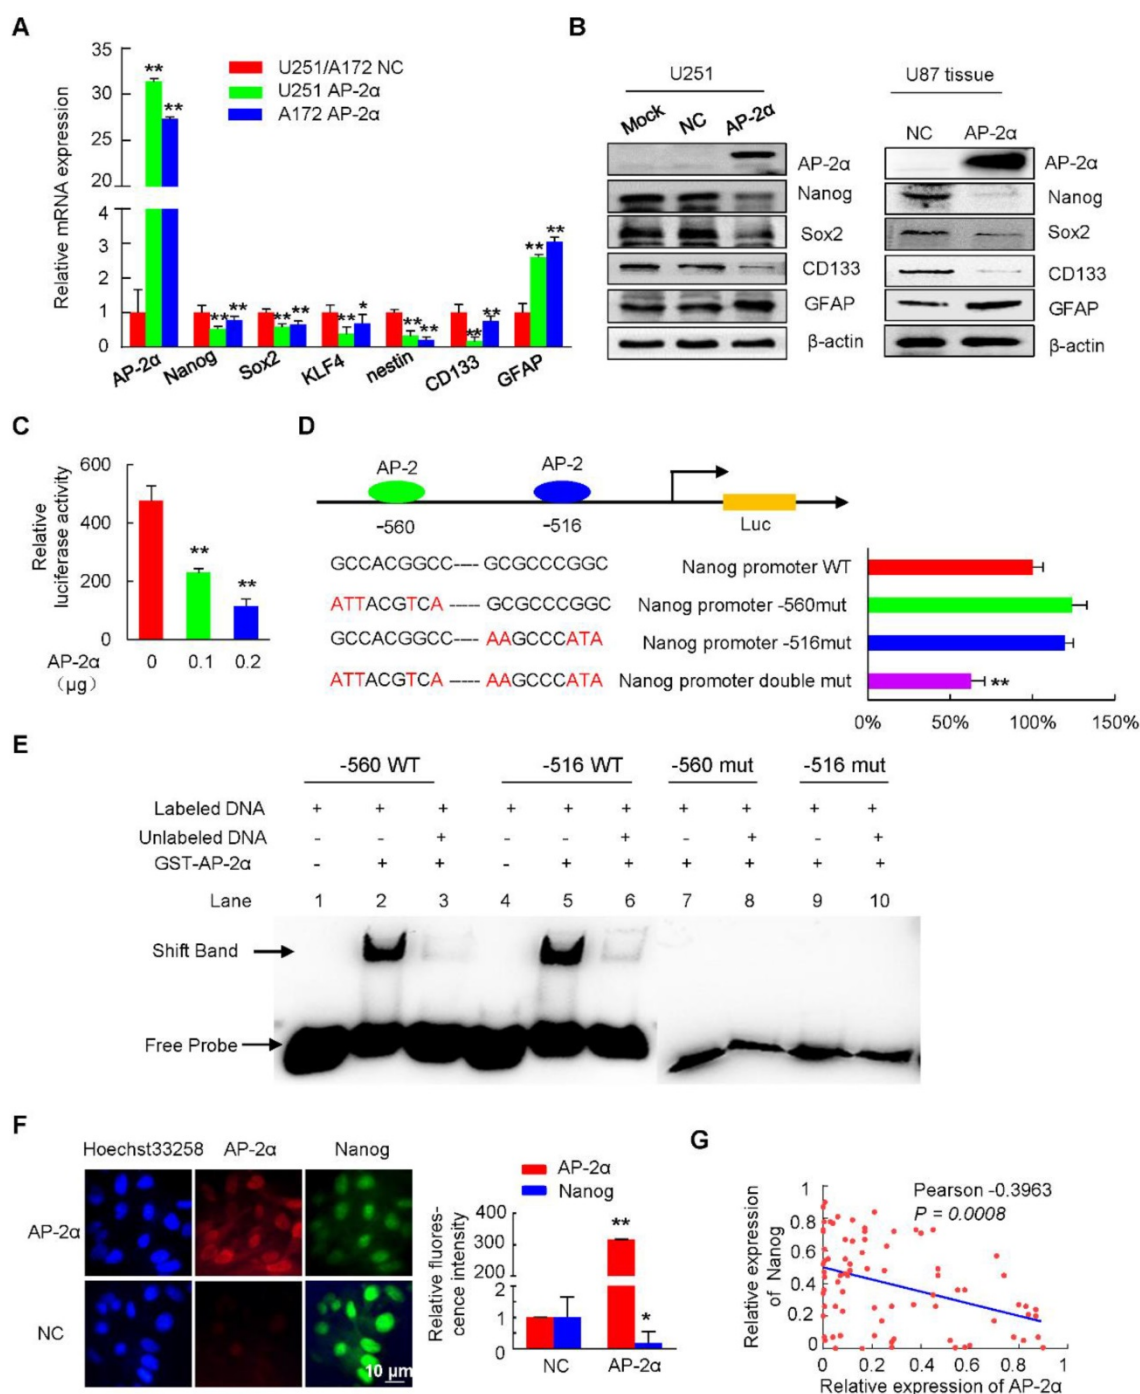 A
Relative mRNA expression
35
30
25
20
4
3
2
1
0
U251/A172 NC
U251 AP-2α
A172 AP-2α
** ** ** ** ** ** ** * ** ** ** ** ** **
AP-2α Nanog Sox2 KLF4 nestin CD133 GFAP
B
U251
Mock NC AP-2α
AP-2α
Nanog
Sox2
CD133
GFAP
β-actin
U87 tissue
NC AP-2α
AP-2α
Nanog
Sox2
CD133
GFAP
β-actin
C
Relative
luciferase activity
600
400
200
0
** **
AP-2α 0 0.1 0.2
(μg)
D
AP-2 AP-2
-560 -516 Luc
GCCACGGCC ---- GCGCCCGGC Nanog promoter WT
ATTACGTCA ---- GCGCCCGGC Nanog promoter -560mut
GCCACGGCC ---- AAGCCCATA Nanog promoter -516mut
ATTACGTCA ---- AAGCCCATA Nanog promoter double mut **
0% 50% 100% 150%
E
-560 WT -516 WT -560 mut -516 mut
Labeled DNA + + + + + + + + + +
Unlabeled DNA - - + - - + + +
GST-AP-2α - + + - + + + + + +
Lane 1 2 3 4 5 6 7 8 9 10
Shift Band
Free Probe
F
Hoechst33258 AP-2α Nanog
AP-2α
NC
10 μm
AP-2α
Nanog
Relative fluores-
cence intensity
400
300
200
2
1
0
** *
NC AP-2α
G
Pearson -0.3963
P = 0.0008
Relative expression
of Nanog
1
0.8
0.6
0.4
0.2
0
0 0.2 0.4 0.6 0.8 1
Relative expression of AP-2α